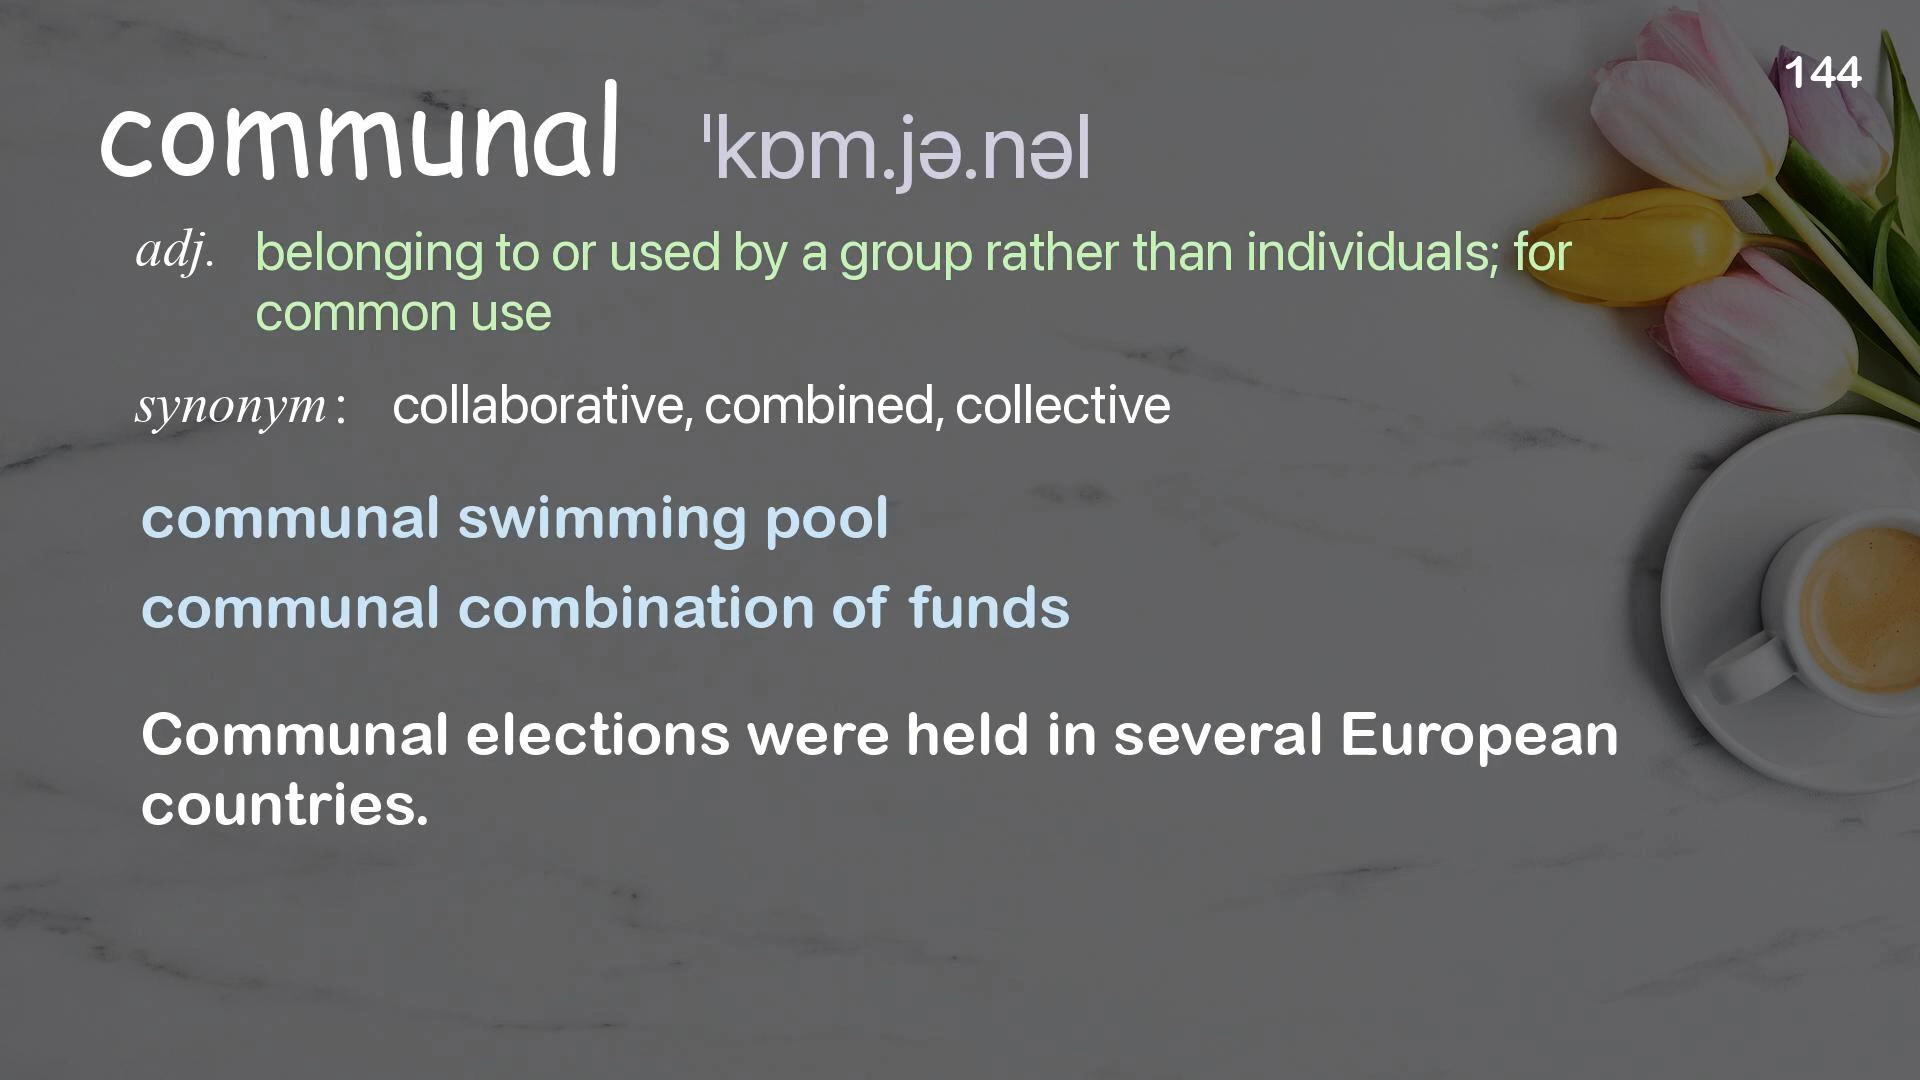 144
communal ˈkɒm.jə.nəl
adj. belonging to or used by a group rather than individuals; for
common use
synonym: collaborative, combined, collective
communal swimming pool
communal combination of funds
Communal elections were held in several European
countries.